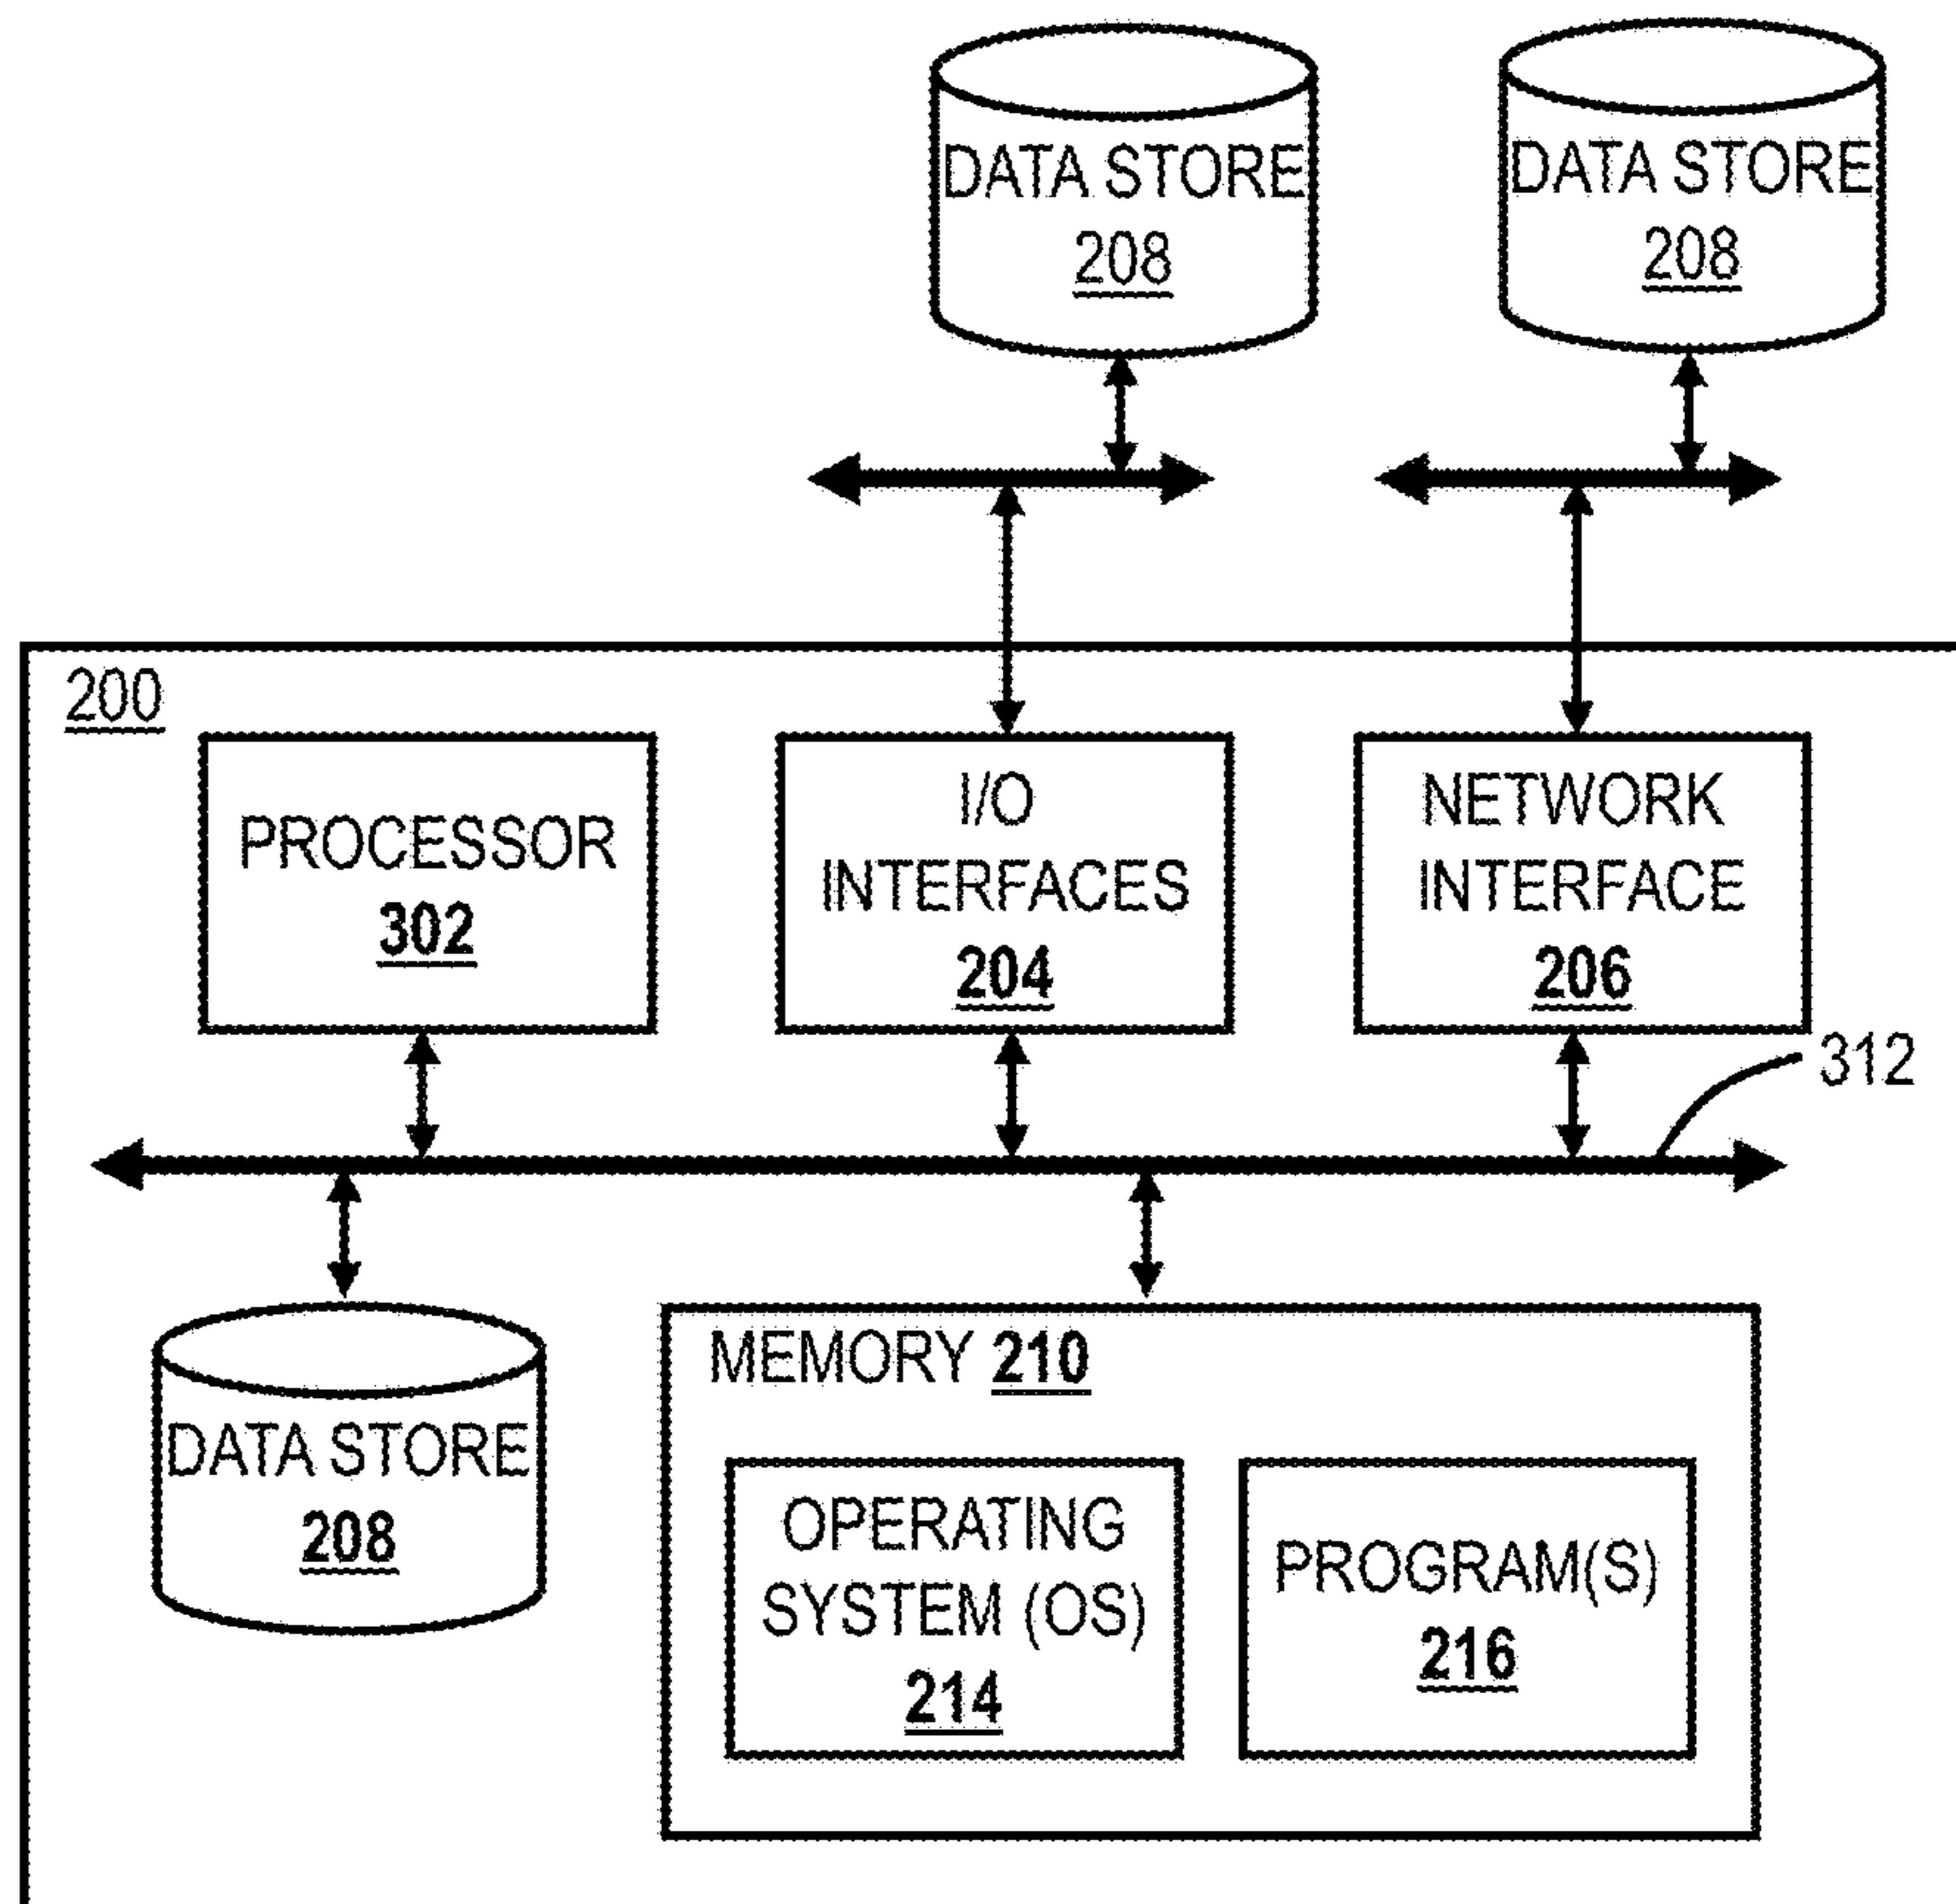 DATA STORE
208
DATA STORE
208
200
PROCESSOR
302
I/O
INTERFACES
204
NETWORK
INTERFACE
206
312
DATA STORE
208
MEMORY 210
OPERATING
SYSTEM (OS)
214
PROGRAM(S)
216